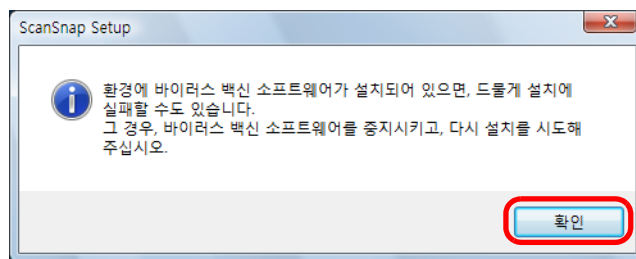 ScanSnap Setup
환경에 바이러스 백신 소프트웨어가 설치되어 있으면, 드물게 설치에
실패할 수도 있습니다.
그 경우, 바이러스 백신 소프트웨어를 중지시키고, 다시 설치를 시도해
주십시오.
확인